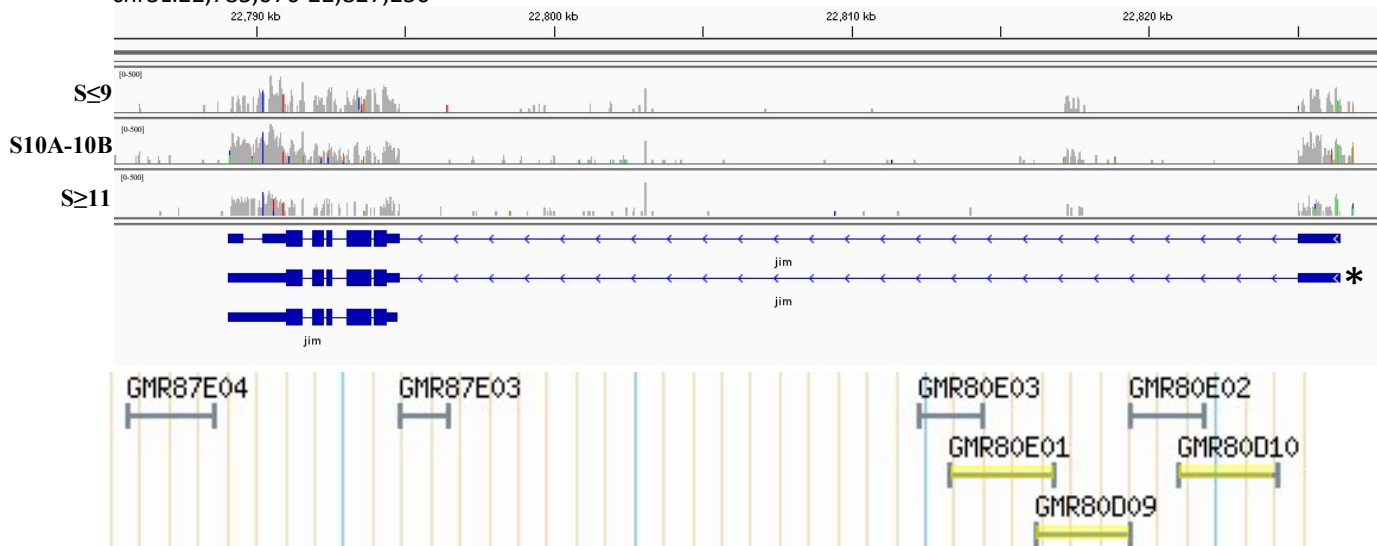 22,790 kb 22,800 kb 22,810 kb 22,820 kb
[0-500]
S≤9
[0-500]
S10A-10B
[0-500]
S≥11
jim
*
jim
jim
GMR87E04 GMR87E03 GMR80E03 GMR80E02
GMR80E01 GMR80D10
GMR80D09